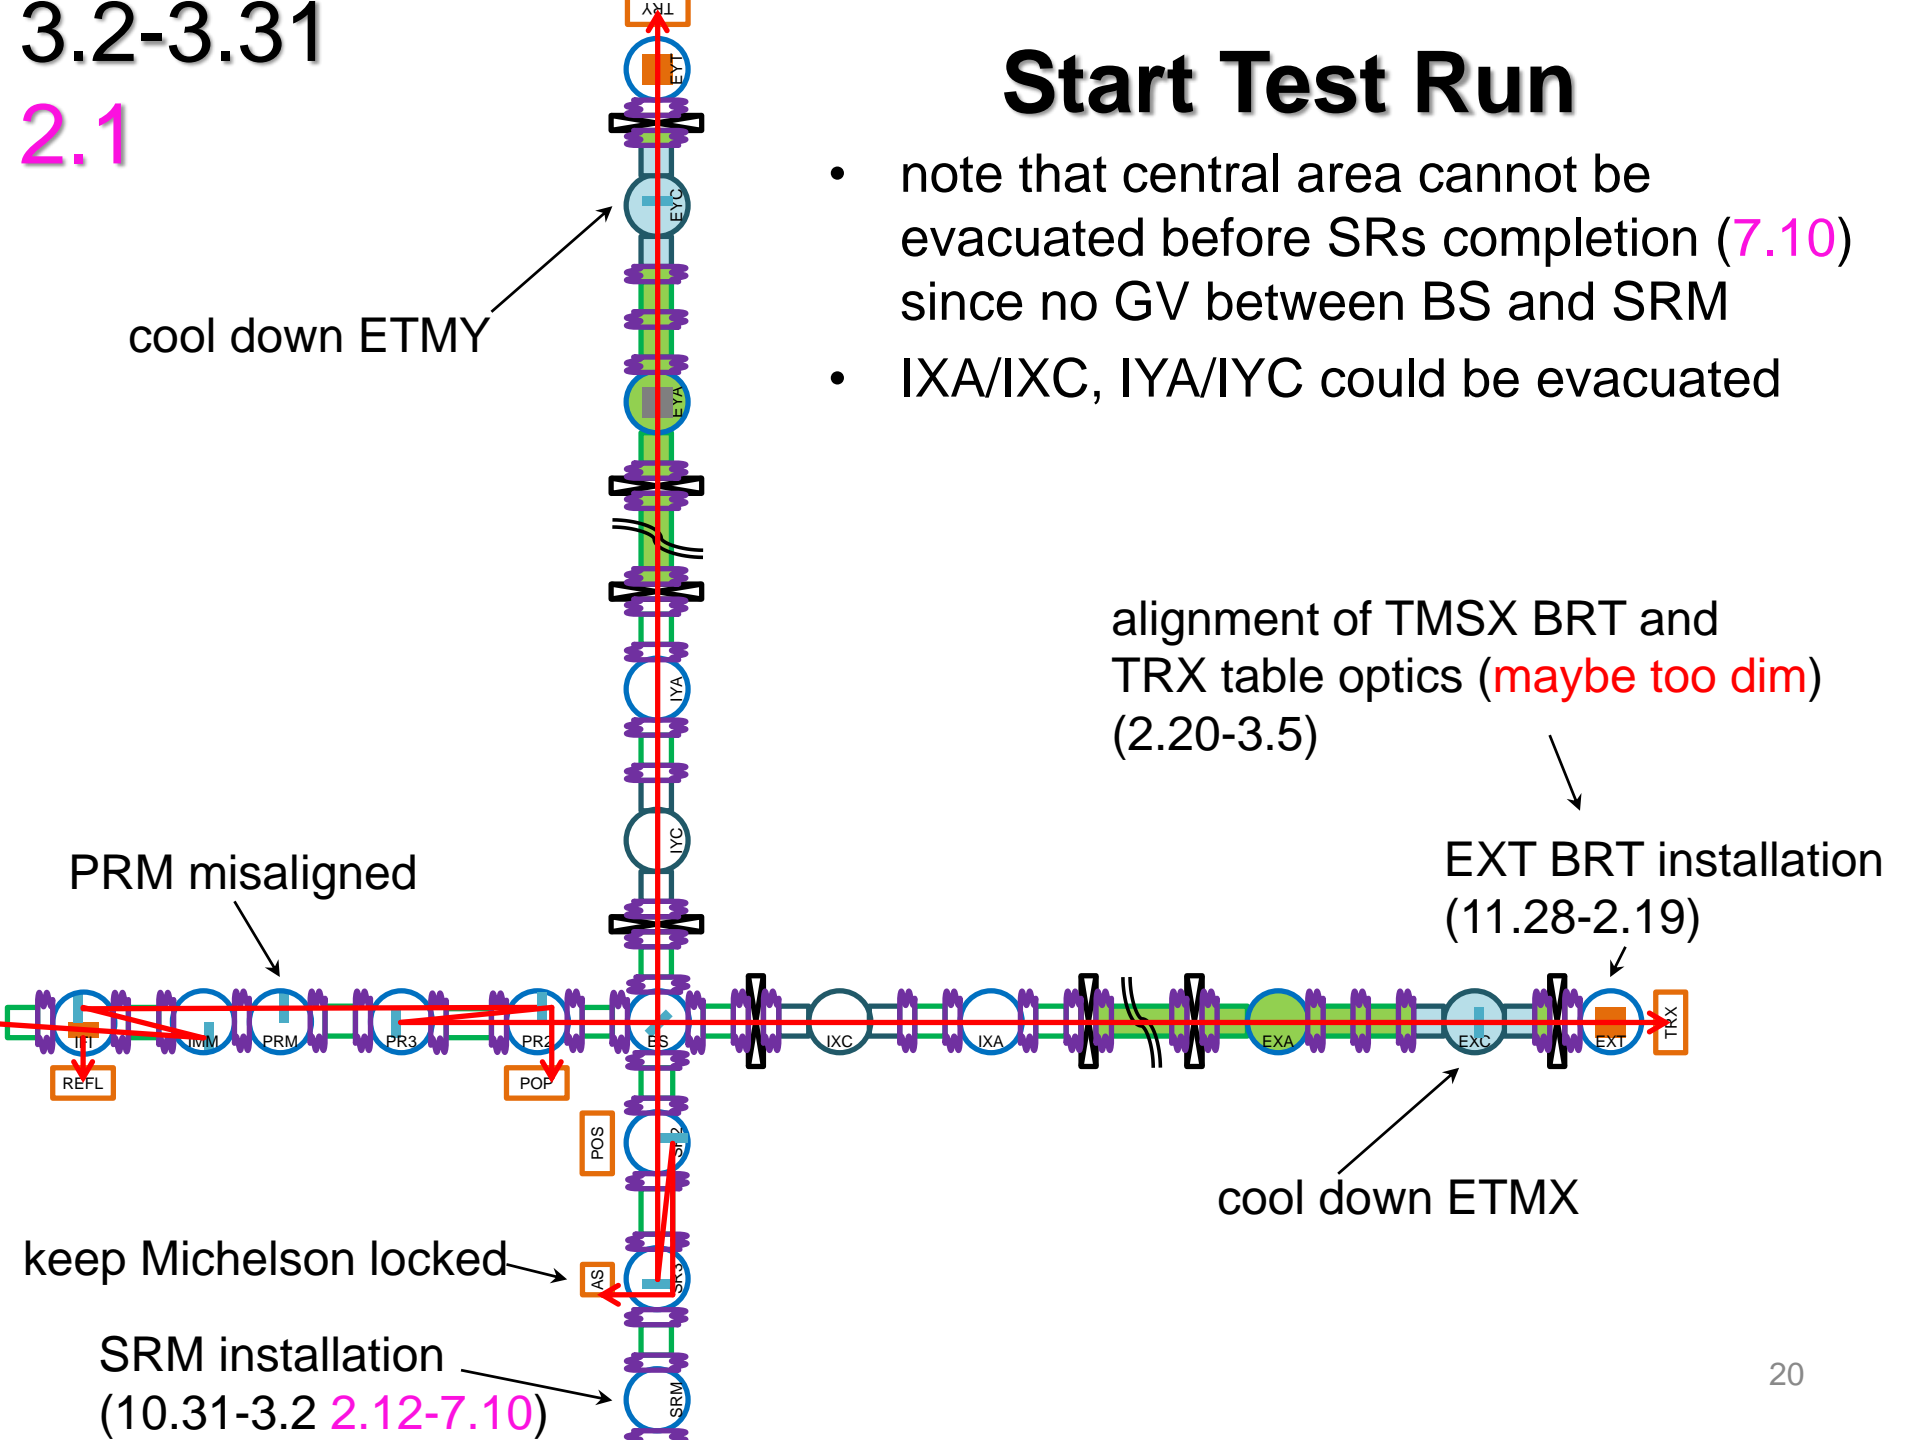 3.2-3.31
2.1
Start Test Run
• note that central area cannot be
evacuated before SRs completion (7.10)
since no GV between BS and SRM
• IXA/IXC, IYA/IYC could be evacuated
TRY
EYT
EYC
cool down ETMY
EYA
alignment of TMSX BRT and
TRX table optics (maybe too dim)
(2.20-3.5)
IYA
IYC
PRM misaligned
EXT BRT installation
(11.28-2.19)
IFI
IMM
PRM
PR3
PR2
BS
IXC
IXA
EXA
EXC
EXT
TRX
REFL
POP
POS
SR2
cool down ETMX
keep Michelson locked
AS
SR3
SRM installation
(10.31-3.2 2.12-7.10)
SRM
20